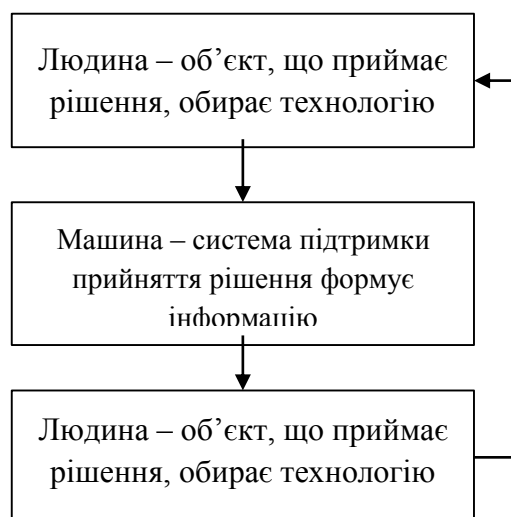 Людина – об’єкт, що приймає
рішення, обирає технологію
Машина – система підтримки
прийняття рішення формує
інформацію
Людина – об’єкт, що приймає
рішення, обирає технологію